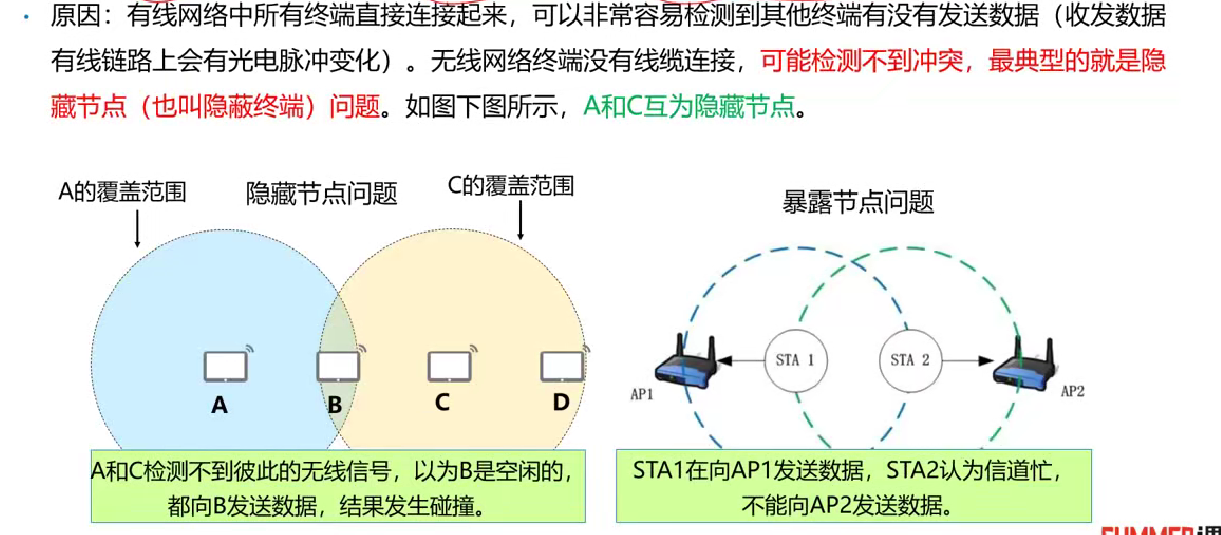 · 原因：有线网络中所有终端直接连接起来，可以非常容易检测到其他终端有没有发送数据（收发数据
有线链路上会有光电脉冲变化）。无线网络终端没有线缆连接，可能检测不到冲突，最典型的就是隐
藏节点（也叫隐蔽终端）问题。如图下图所示，A和C互为隐藏节点。
A的覆盖范围
隐藏节点问题
C的覆盖范围
A
B
C
D
A和C检测不到彼此的无线信号，以为B是空闲的，
都向B发送数据，结果发生碰撞。
暴露节点问题
AP1
STA 1
STA 2
AP2
STA1在向AP1发送数据，STA2认为信道忙，
不能向AP2发送数据。